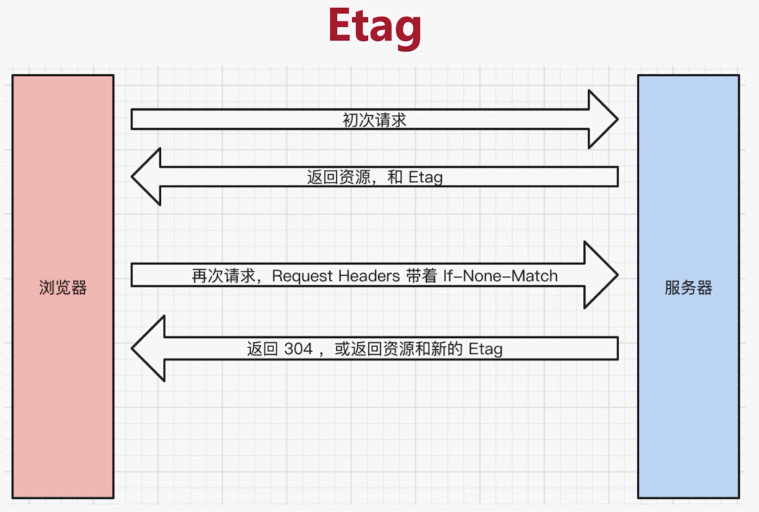 Etag
初次请求
返回资源，和 Etag
再次请求，Request Headers 带着 If-None-Match
浏览器
服务器
返回 304 ，或返回资源和新的 Etag